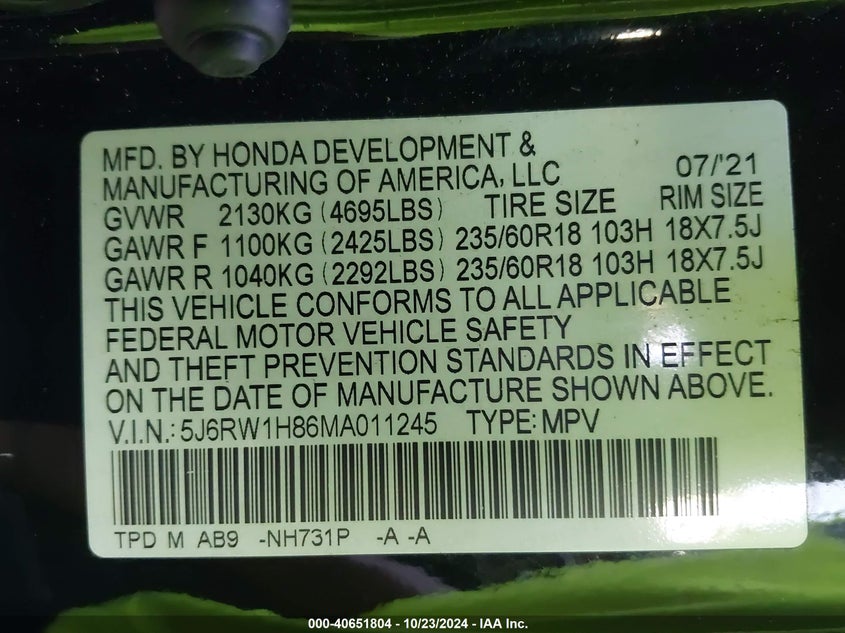 MFD. BY HONDA DEVELOPMENT &
MANUFACTURING OF AMERICA, LLC 07/'21
GVWR 2130KG (4695LBS) TIRE SIZE RIM SIZE
GAWR F 1100KG (2425LBS) 235/60R18 103H 18X7.5J
GAWR R 1040KG (2292LBS) 235/60R18 103H 18X7.5J
THIS VEHICLE CONFORMS TO ALL APPLICABLE
FEDERAL MOTOR VEHICLE SAFETY
AND THEFT PREVENTION STANDARDS IN EFFECT
ON THE DATE OF MANUFACTURE SHOWN ABOVE.
V.I.N.: 5J6RW1H86MA011245 TYPE: MPV
TPD M AB9 -NH731P -A -A
000-40651804 - 10/23/2024 - IAA Inc.